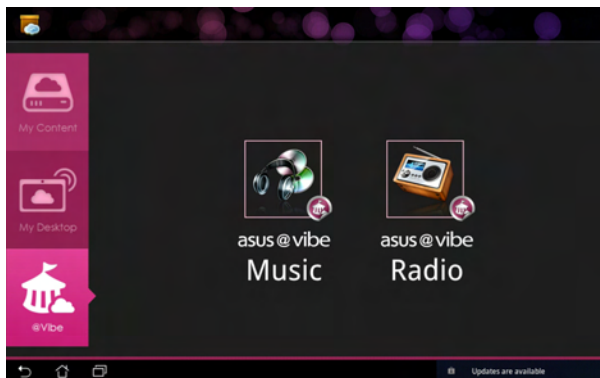 My Content
My Desktop
@Vibe
asus@vibe
Music
asus@vibe
Radio
Updates are available